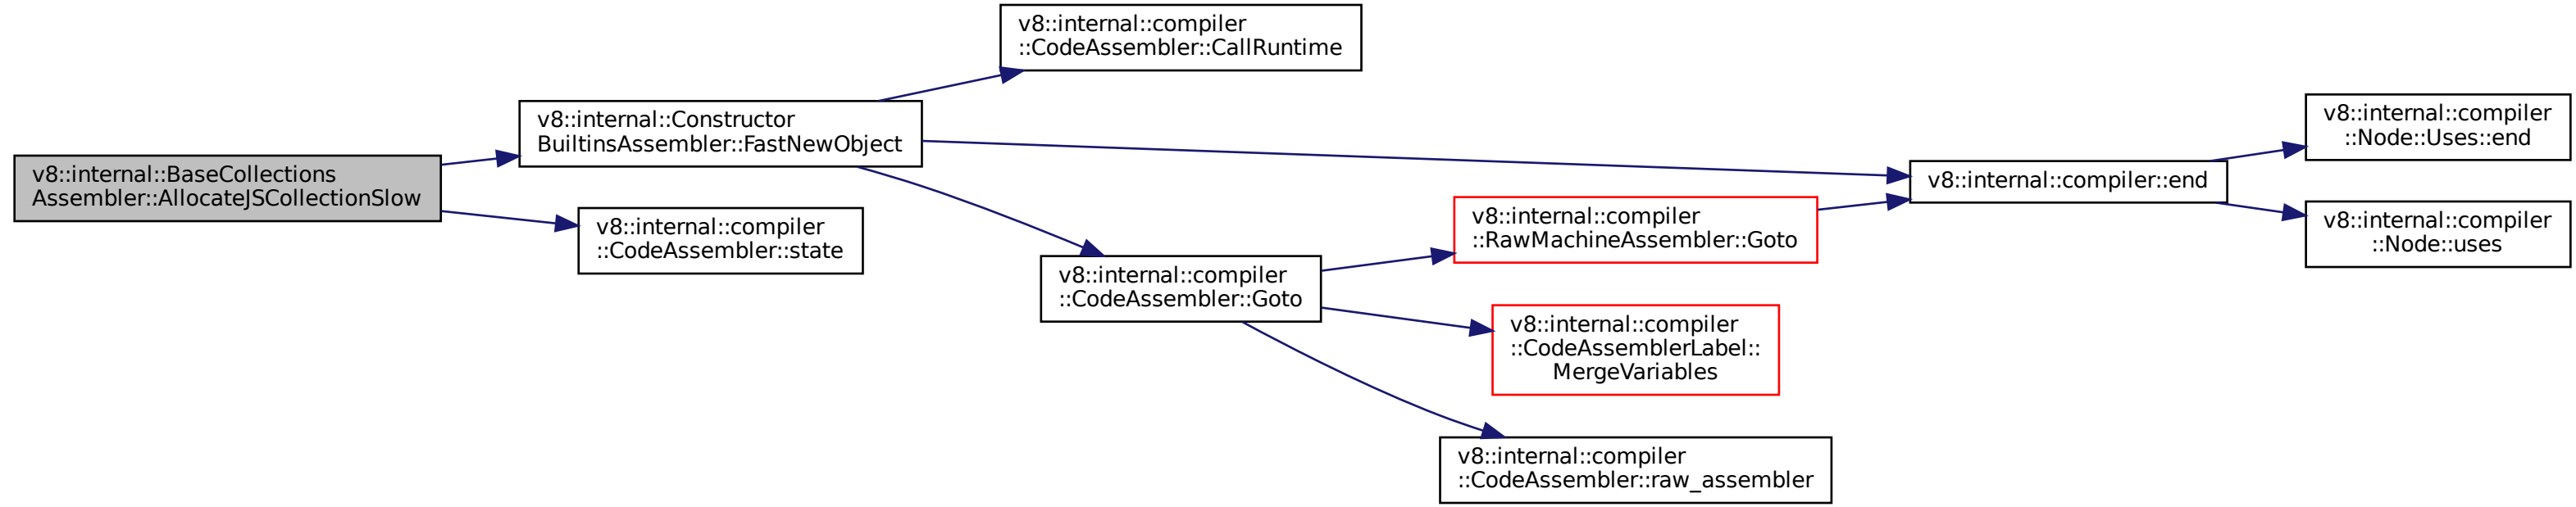 v8::internal::BaseCollections
Assembler::AllocateJSCollectionSlow
v8::internal::Constructor
BuiltinsAssembler::FastNewObject
v8::internal::compiler
::CodeAssembler::state
v8::internal::compiler
::CodeAssembler::CallRuntime
v8::internal::compiler
::CodeAssembler::Goto
v8::internal::compiler
::RawMachineAssembler::Goto
v8::internal::compiler
::CodeAssemblerLabel::
MergeVariables
v8::internal::compiler
::CodeAssembler::raw_assembler
v8::internal::compiler::end
v8::internal::compiler
::Node::Uses::end
v8::internal::compiler
::Node::uses